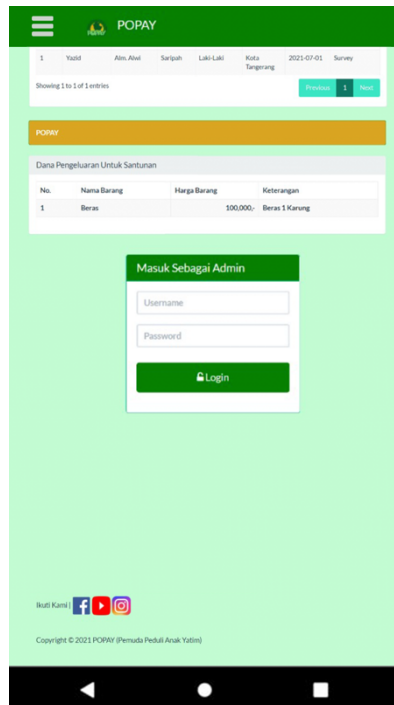 POPAY
1 Yazid Alm. Alwi Saripah Laki-Laki Kota Tangerang 2021-07-01 Survey
Showing 1 to 1 of 1 entries
Previous 1 Next
POPAY
Dana Pengeluaran Untuk Santunan
No. Nama Barang Harga Barang Keterangan
1 Beras 100,000,- Beras 1 Karung
Masuk Sebagai Admin
Username
Password
Login
Ikuti Kami |
Copyright © 2021 POPAY (Pemuda Peduli Anak Yatim)